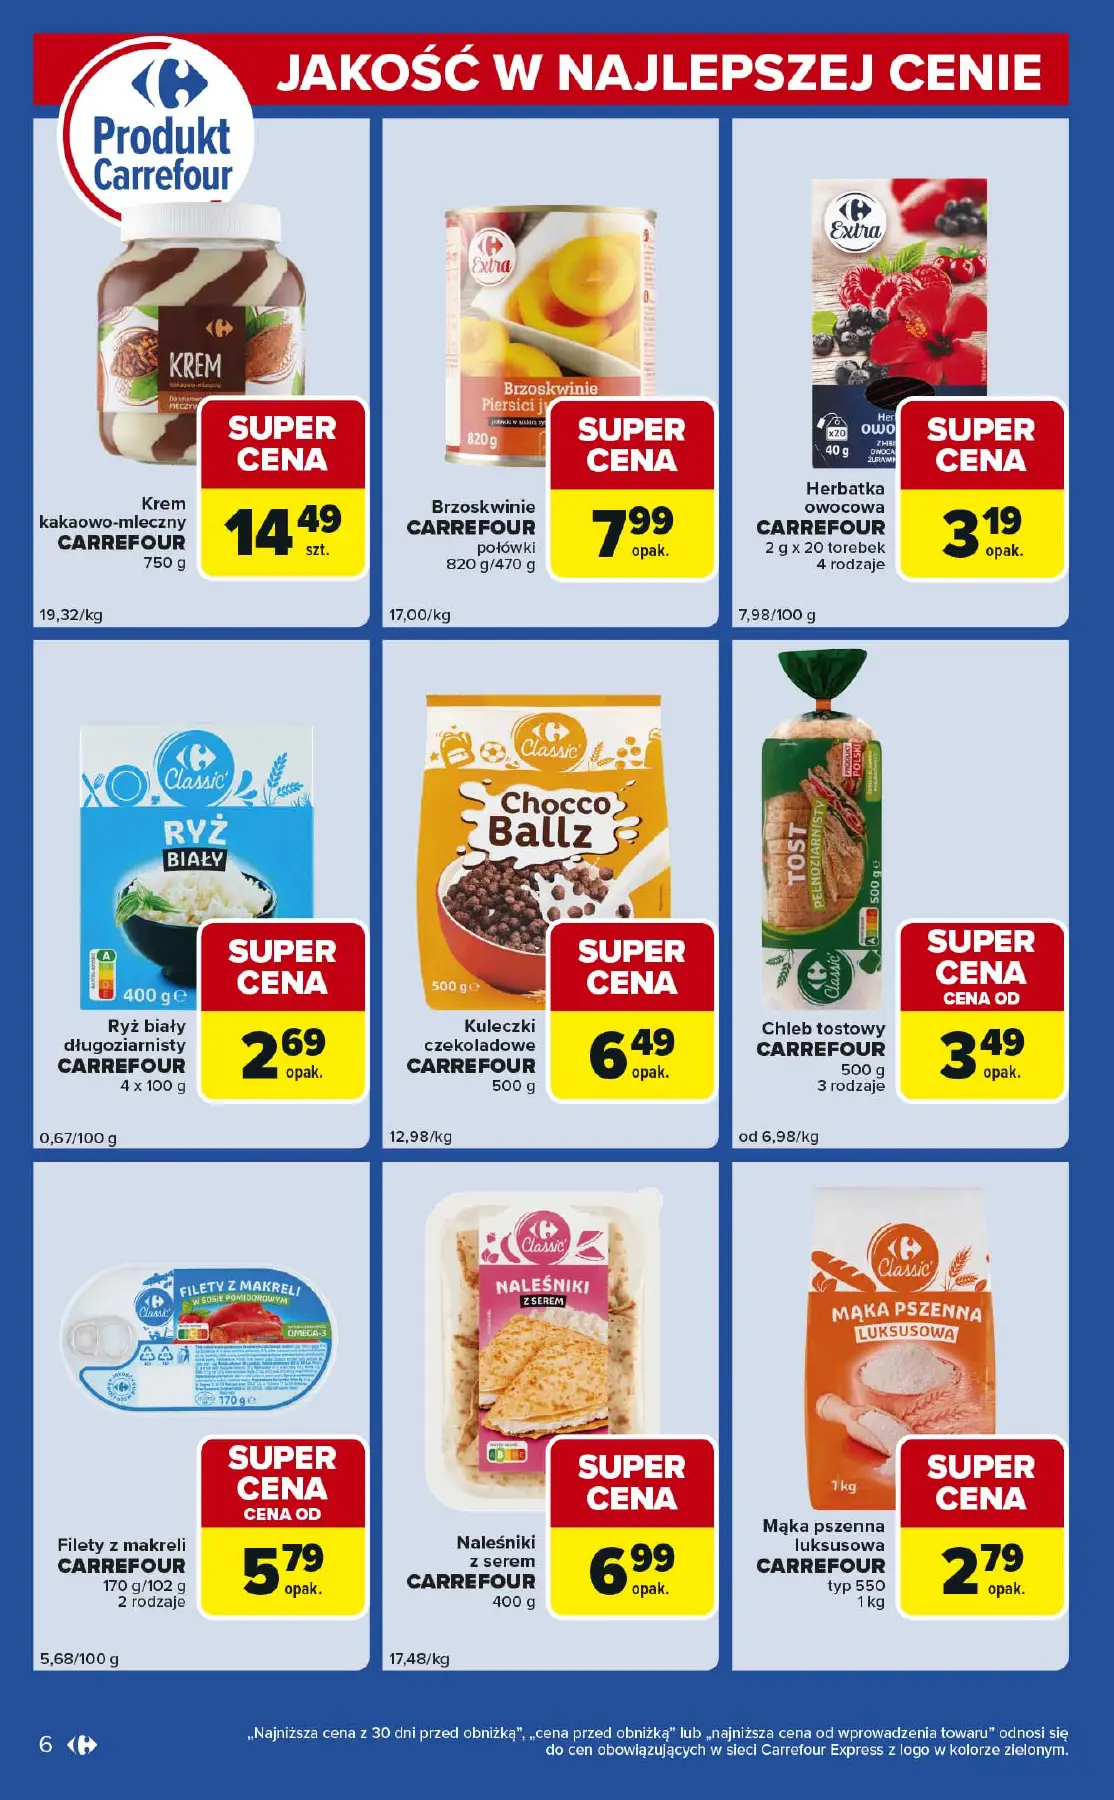 JAKOŚĆ W NAJLEPSZEJ CENIE
Produkt
Carrefour
KREM
kakaowo-mleczny
SUPER
CENA
14 49
szt.
Krem
kakaowo-mleczny
CARREFOUR
750 g
19,32/kg
Extra
Brzoskwinie
820 g
SUPER
CENA
7 99
opak.
Brzoskwinie
CARREFOUR
połówki
820 g/470 g
17,00/kg
Extra
x20
40 g
SUPER
CENA
3 19
opak.
Herbatka
owocowa
CARREFOUR
2 g x 20 torebek
4 rodzaje
7,98/100 g
Classic'
RYŻ
BIAŁY
400 g e
SUPER
CENA
2 69
opak.
Ryż biały
długoziarnisty
CARREFOUR
4 x 100 g
0,67/100 g
Classic'
Chocco
Ballz
500 g e
SUPER
CENA
6 49
opak.
Kuleczki
czekoladowe
CARREFOUR
500 g
12,98/kg
PRODUKT
POLSKI
TOST
PEŁNOZIARNISTY
500 g e
Classic'
SUPER
CENA
CENA OD
3 49
opak.
Chleb tostowy
CARREFOUR
500 g
3 rodzaje
od 6,98/kg
Classic'
FILETY Z MAKRELI
W SOSIE POMIDOROWYM
OMEGA-3
170 g e
SUPER
CENA
CENA OD
5 79
opak.
Filety z makreli
CARREFOUR
170 g/102 g
2 rodzaje
5,68/100 g
Classic'
NALEŚNIKI
Z SEREM
SUPER
CENA
6 99
opak.
Naleśniki
z serem
CARREFOUR
400 g
17,48/kg
Classic'
MĄKA PSZENNA
LUKSUSOWA
1 kg
SUPER
CENA
2 79
opak.
Mąka pszenna
luksusowa
CARREFOUR
typ 550
1 kg
6
„Najniższa cena z 30 dni przed obniżką”, „cena przed obniżką” lub „najniższa cena od wprowadzenia towaru” odnosi się
do cen obowiązujących w sieci Carrefour Express z logo w kolorze zielonym.